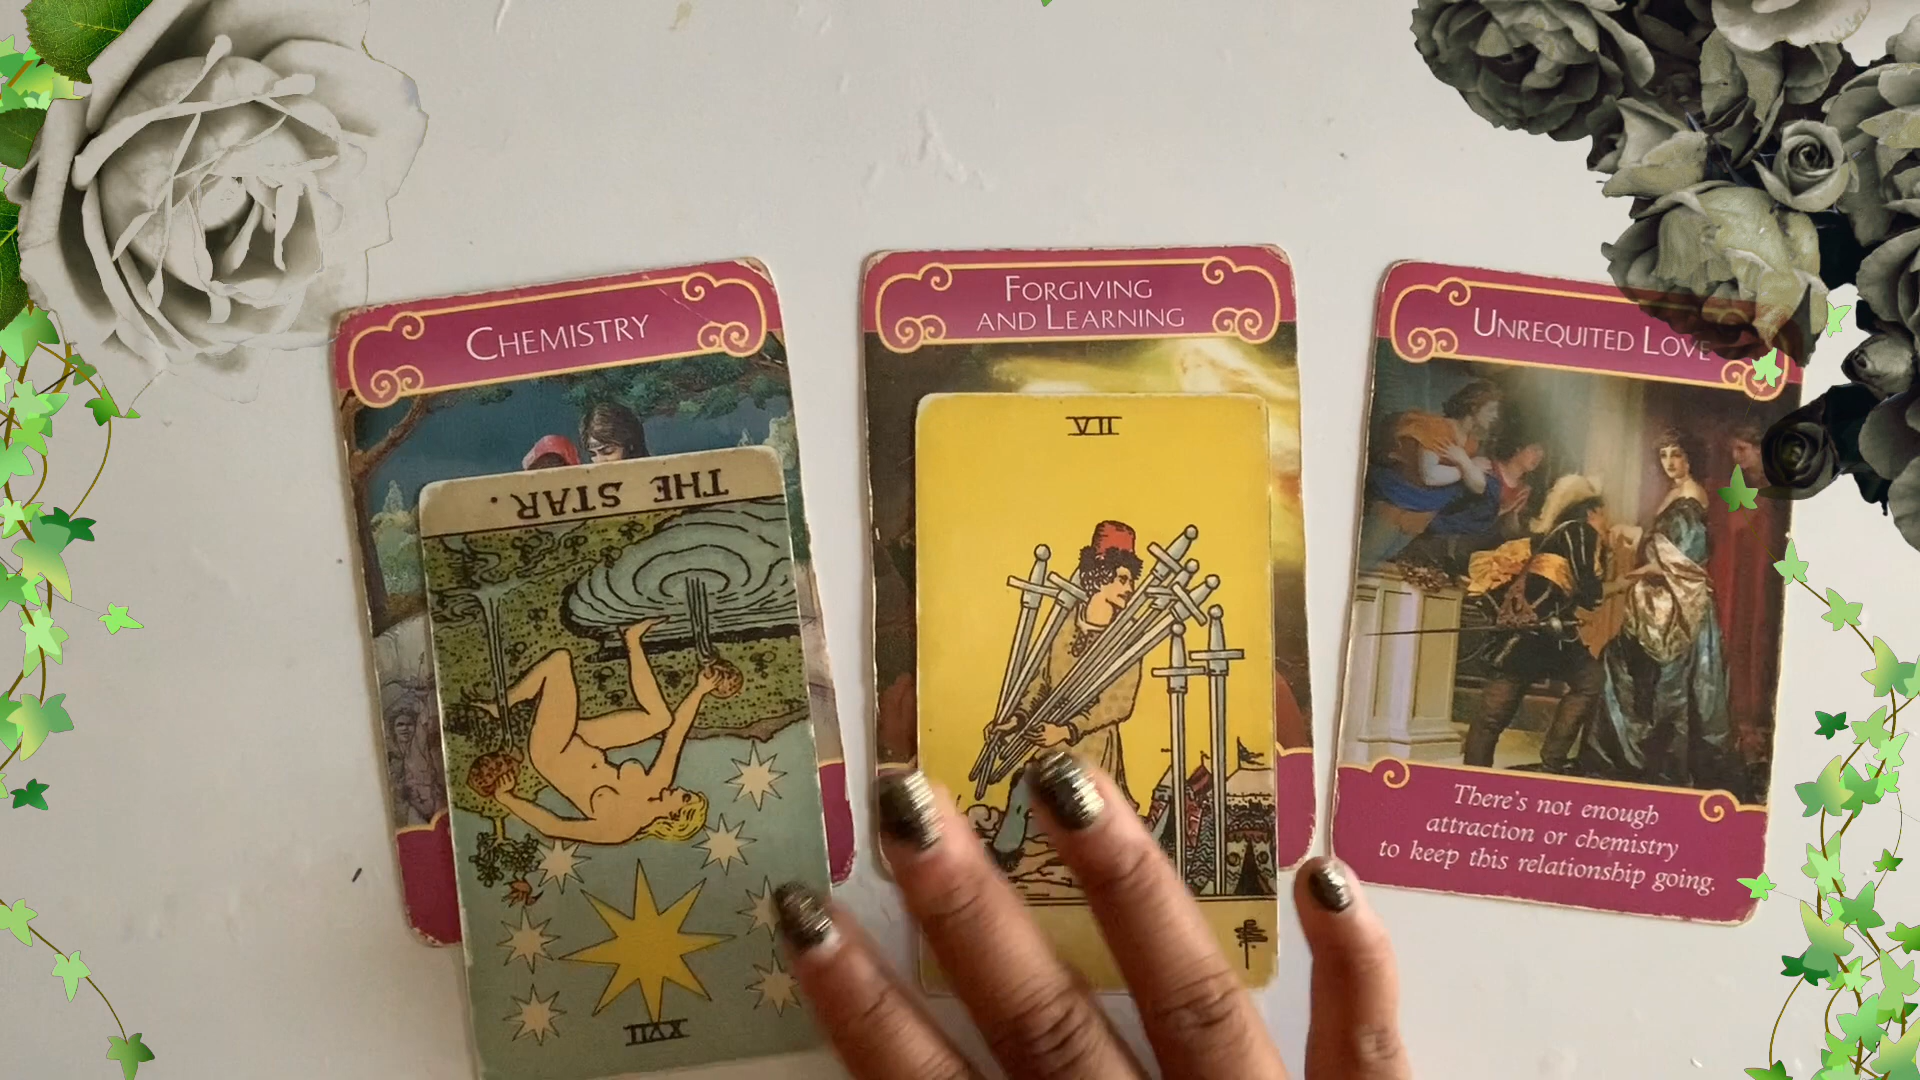 CHEMISTRY
THE STAR.
XVII
FORGIVING
AND LEARNING
VII
UNREQUITED LOVE
There's not enough
attraction or chemistry
to keep this relationship going.